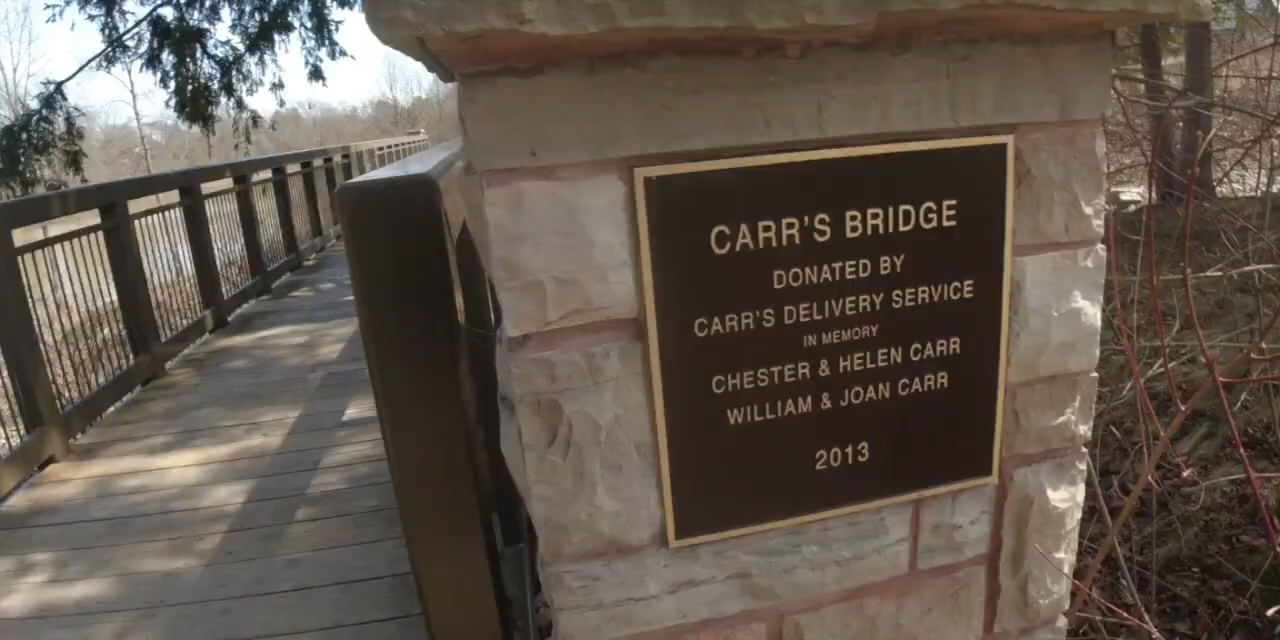 CARR'S BRIDGE
DONATED BY
CARR'S DELIVERY SERVICE
IN MEMORY
CHESTER & HELEN CARR
WILLIAM & JOAN CARR
2013